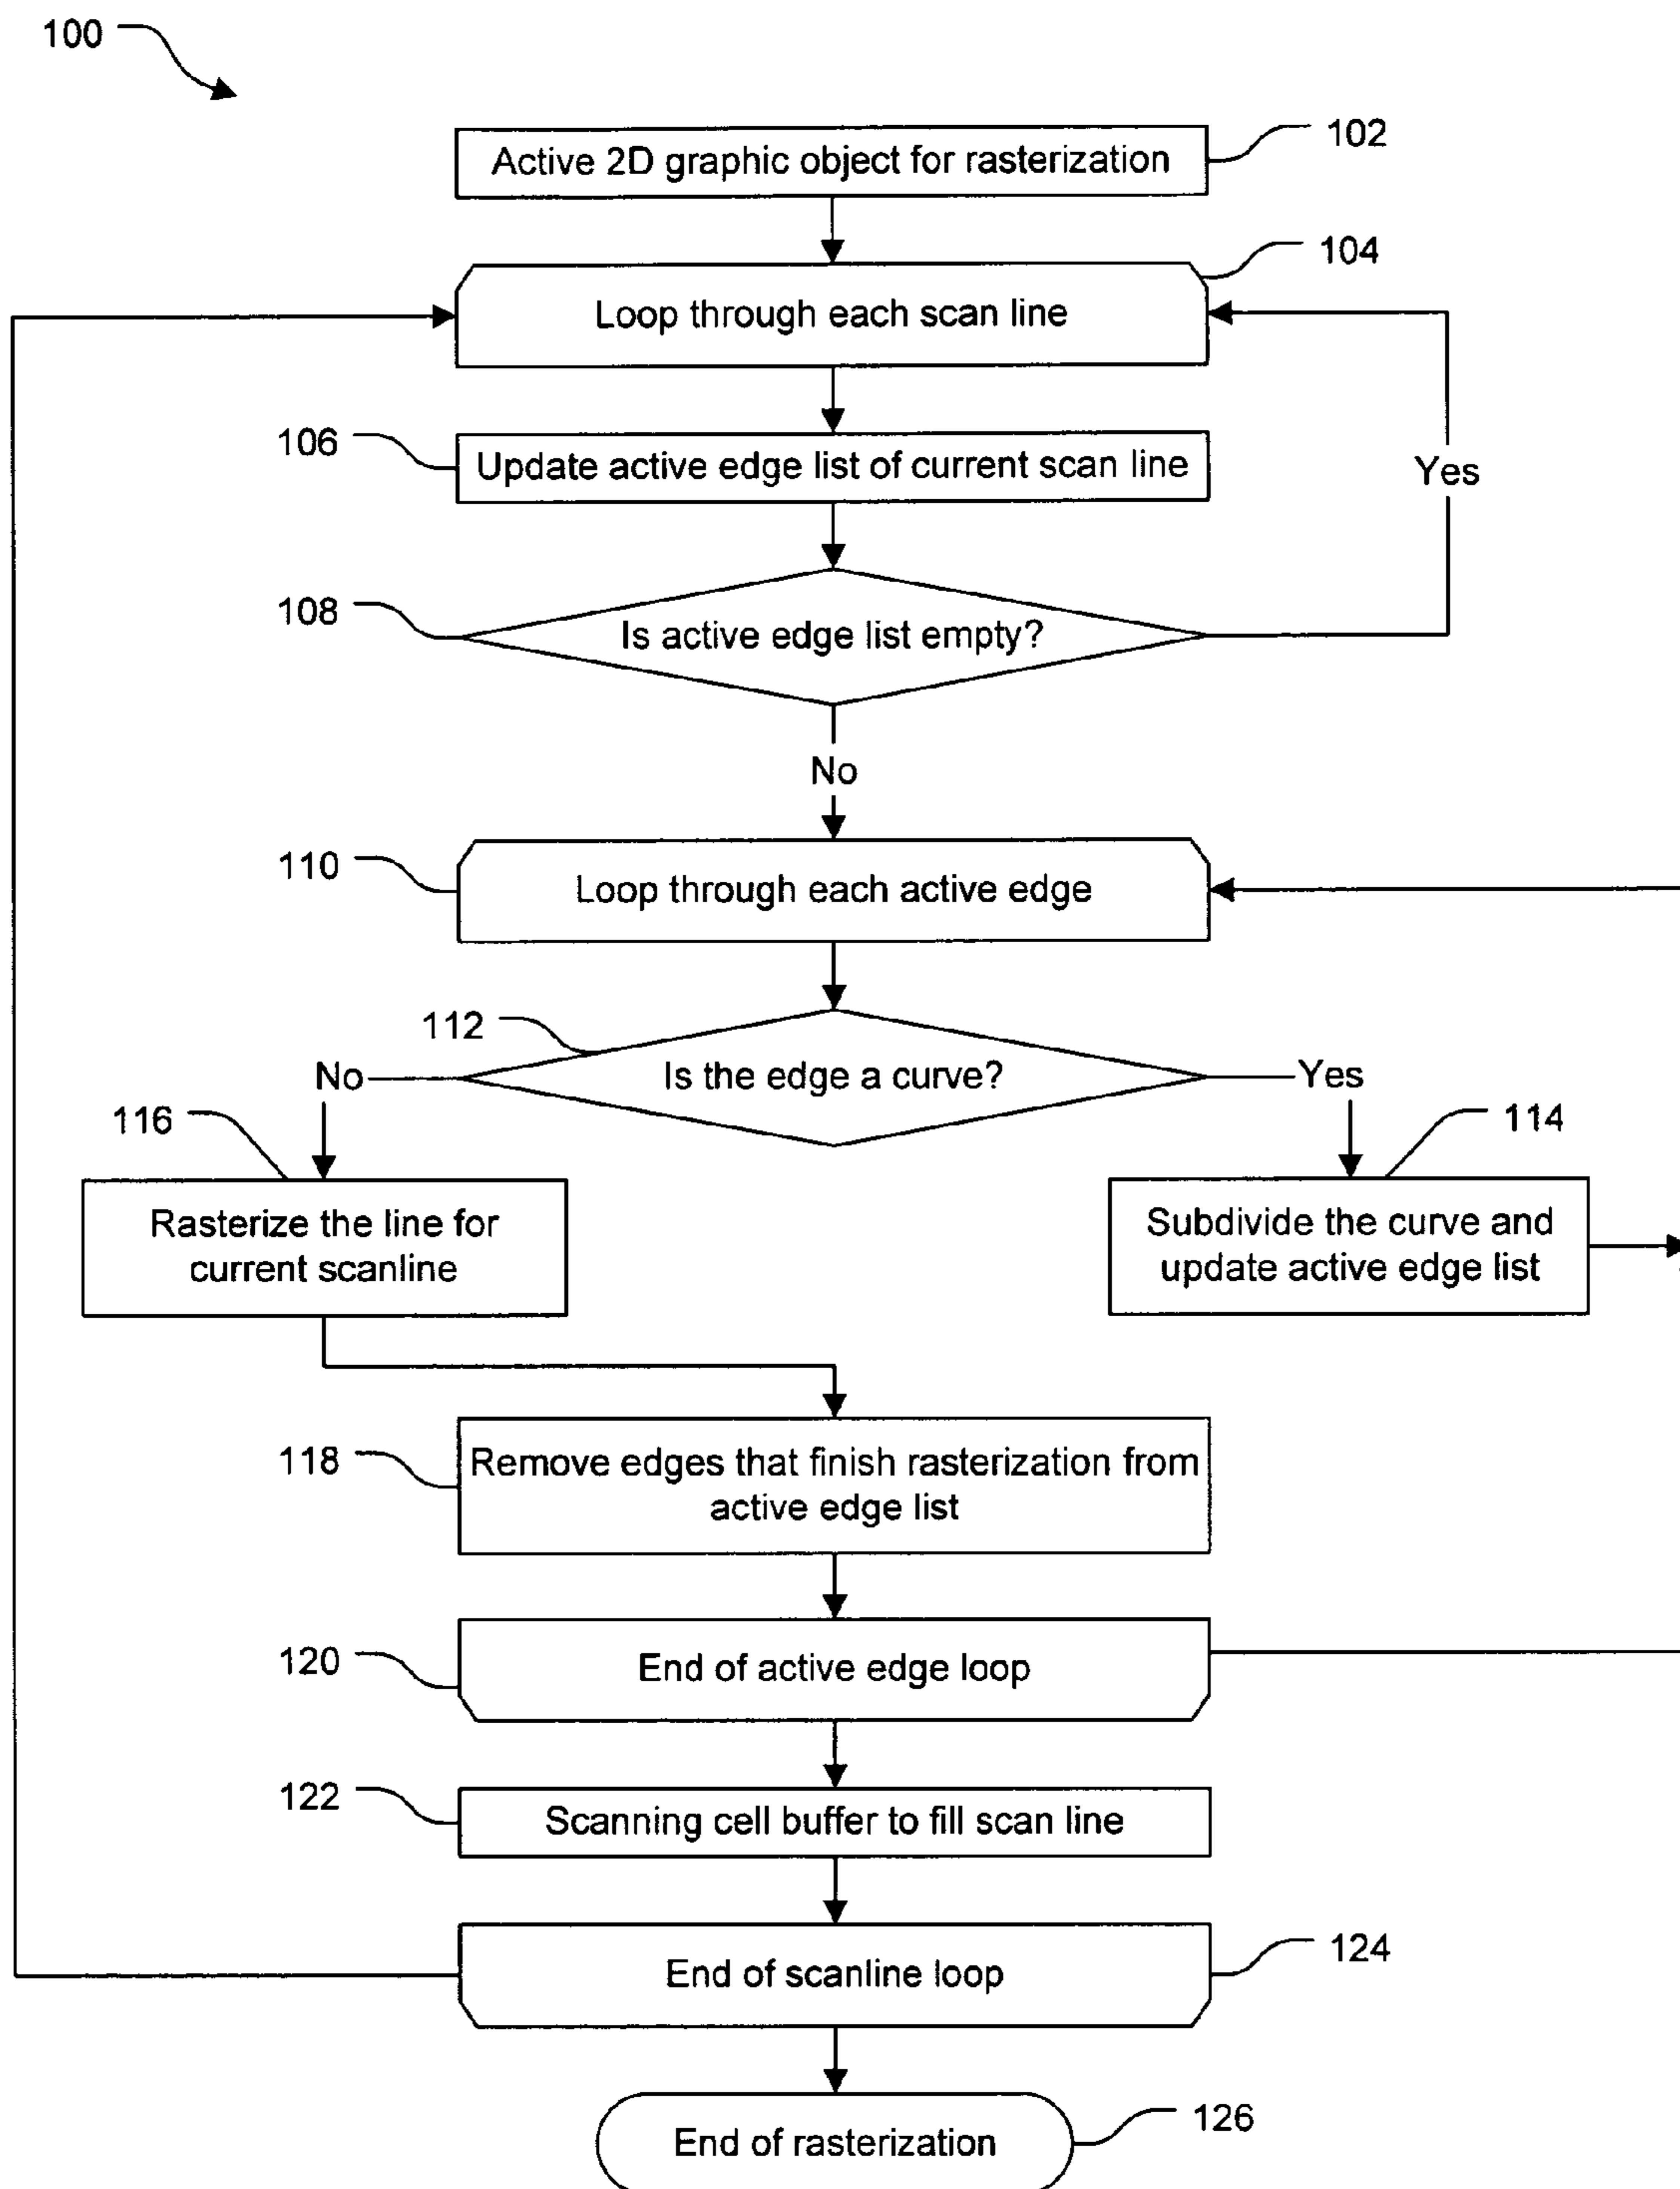 100
102
Active 2D graphic object for rasterization
104
Loop through each scan line
106
Update active edge list of current scan line
Yes
108
Is active edge list empty?
No
110
Loop through each active edge
112
Is the edge a curve?
No
Yes
116
114
Rasterize the line for
current scanline
Subdivide the curve and
update active edge list
118
Remove edges that finish rasterization from
active edge list
120
End of active edge loop
122
Scanning cell buffer to fill scan line
124
End of scanline loop
126
End of rasterization